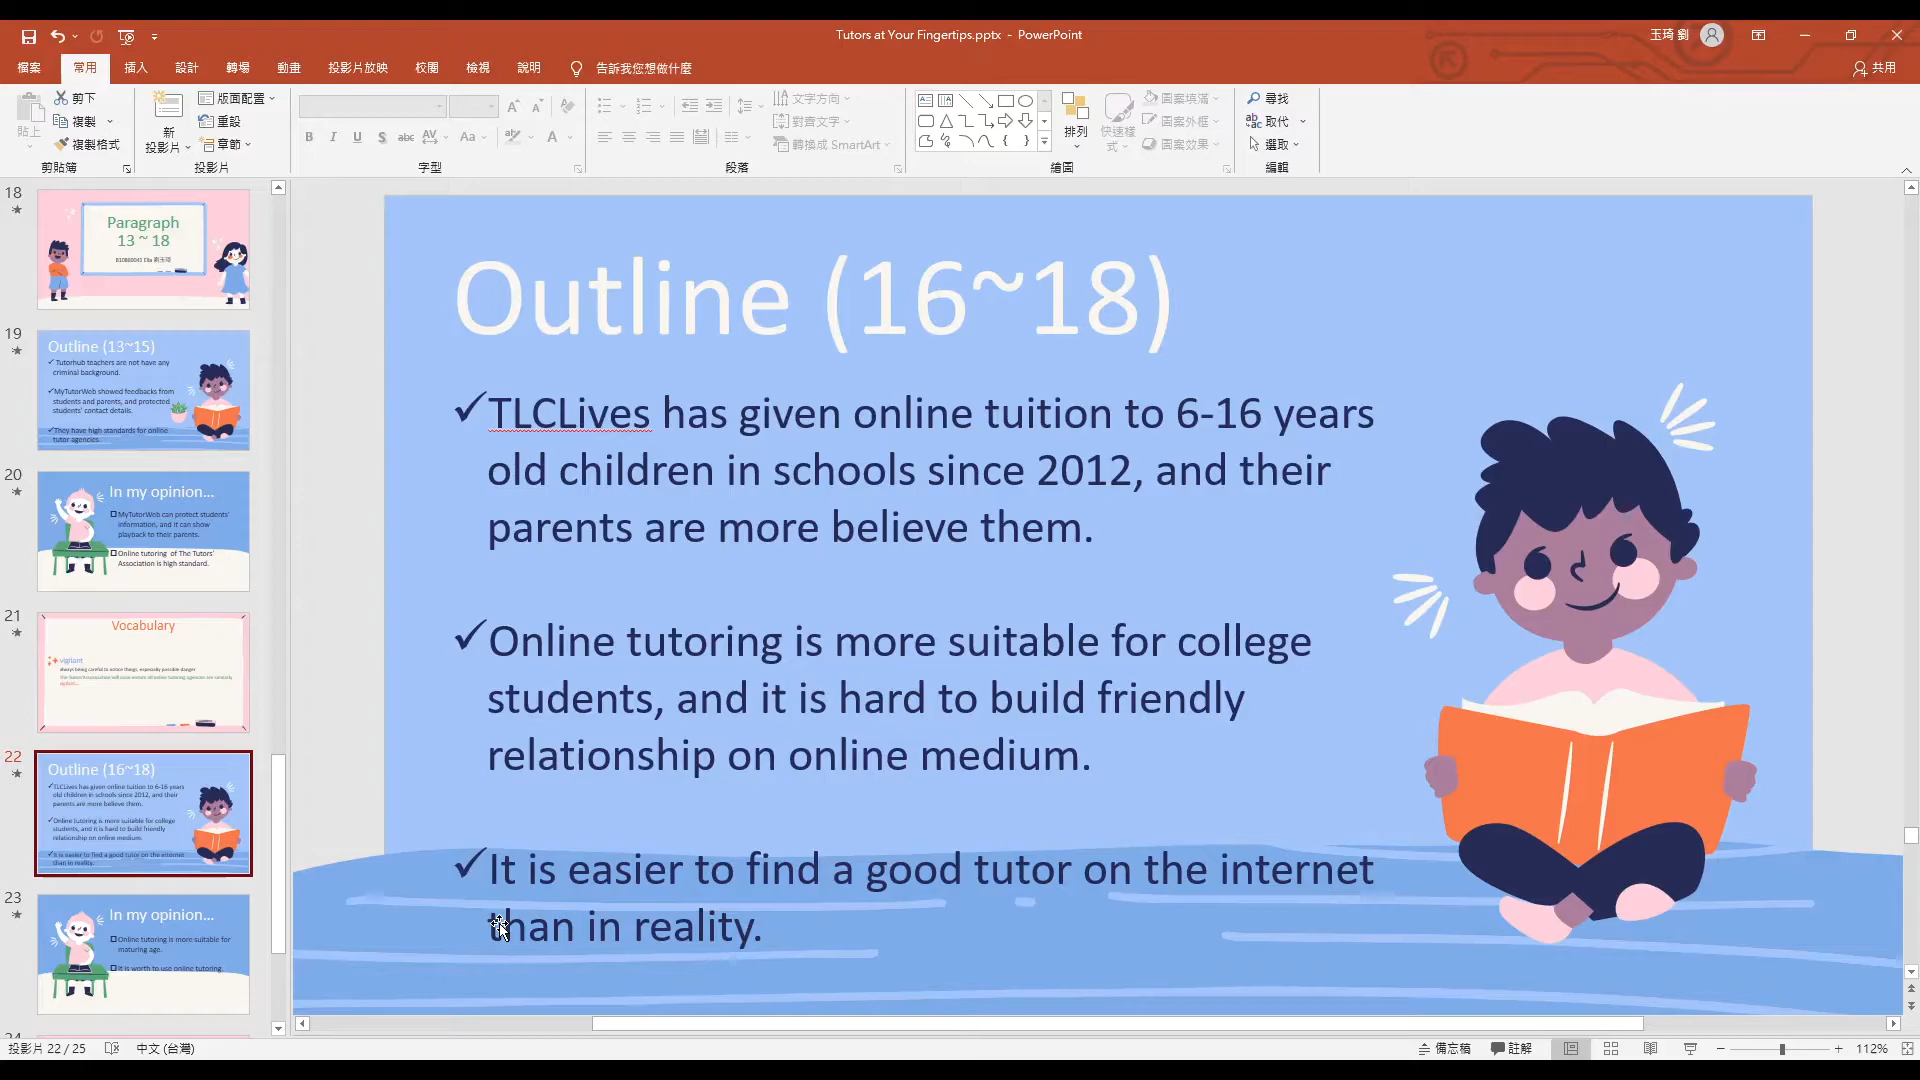 Tutors at Your Fingertips.pptx - PowerPoint
玉琦 劉
檔案 常用 插入 設計 轉場 動畫 投影片放映 校閱 檢視 說明 告訴我您想做什麼
共用
貼上
剪下
複製
複製格式
剪貼簿
新
投影片
版面配置
重設
章節
投影片
B I U S abc AV Aa A
字型
文字方向
對齊文字
轉換成 SmartArt
段落
排列
快速樣
式
圖案填滿
圖案外框
圖案效果
繪圖
尋找
取代
選取
編輯
18
Paragraph
13 ~ 18
19
Outline (13~15)
Tutorhub teachers are not have any
criminal background.
MyTutorWeb showed feedbacks from
students and parents, and protected
students' contact details.
They have high standards for online
tutor agencies.
20
In my opinion...
MyTutorWeb can protect students'
information, and it can show
playback to their parents.
Online tutoring of The Tutors'
Association is high standard.
21
Vocabulary
vigilant
always being careful to notice things, especially possible danger
22
Outline (16~18)
TLCLives has given online tuition to 6-16 years
old children in schools since 2012, and their
parents are more believe them.
Online tutoring is more suitable for college
students, and it is hard to build friendly
relationship on online medium.
It is easier to find a good tutor on the internet
than in reality.
23
In my opinion...
Online tutoring is more suitable for
maturing age.
It is worth to use online tutoring.
Outline (16~18)
✓TLCLives has given online tuition to 6-16 years
old children in schools since 2012, and their
parents are more believe them.
✓Online tutoring is more suitable for college
students, and it is hard to build friendly
relationship on online medium.
✓It is easier to find a good tutor on the internet
than in reality.
投影片 22 / 25 中文 (台灣)
備忘稿 註解 112%